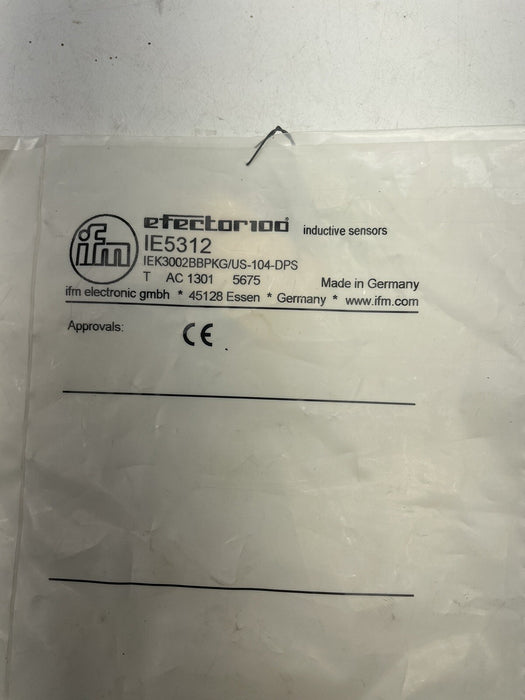 ifm
efector100 inductive sensors
IE5312
IEK3002BBPKG/US-104-DPS
T AC 1301 5675 Made in Germany
ifm electronic gmbh * 45128 Essen * Germany * www.ifm.com
Approvals: CE